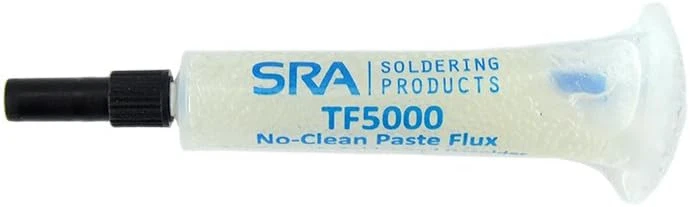 SRA SOLDERING
PRODUCTS
TF5000
No-Clean Paste Flux